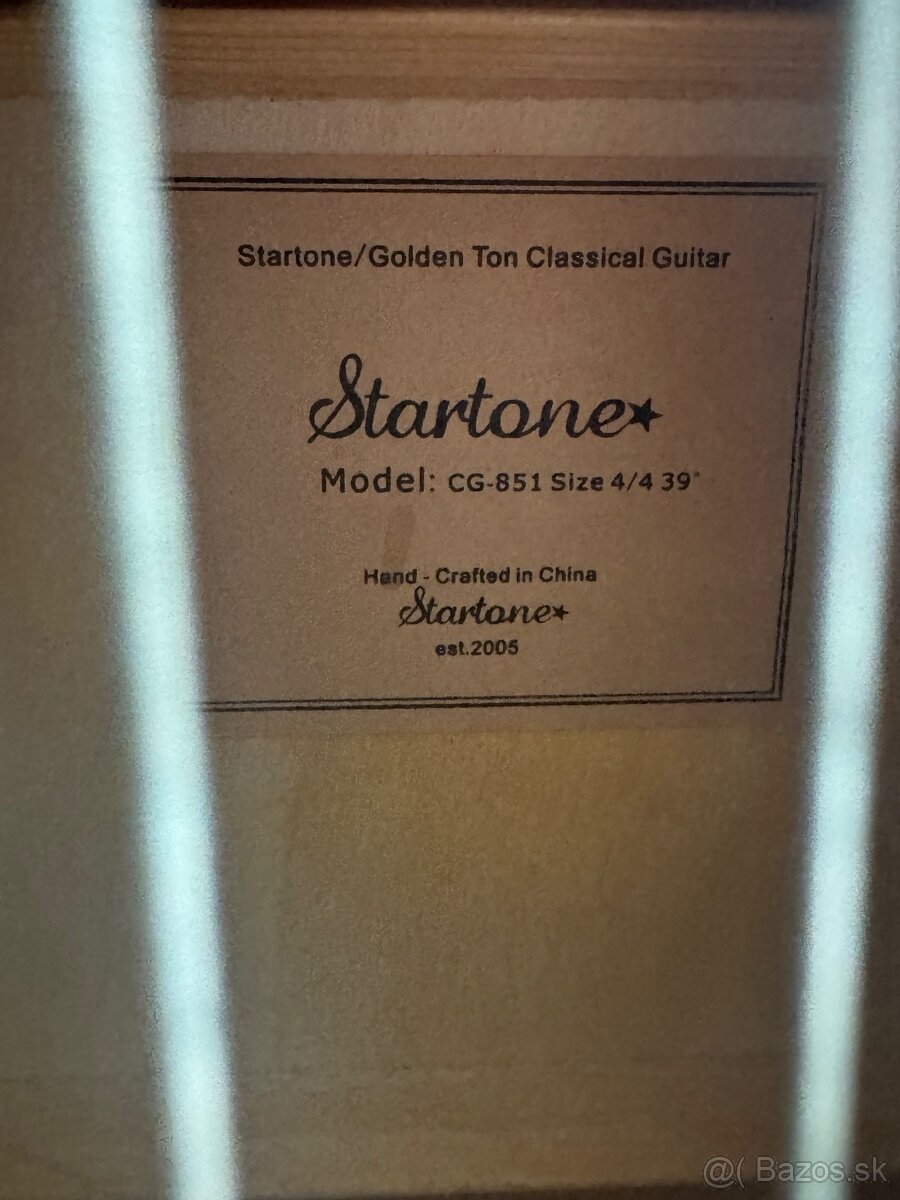 Startone/Golden Ton Classical Guitar
Startone★
Model: CG-851 Size 4/4 39"
Hand - Crafted in China
Startone★
est.2005
@( Bazos.sk